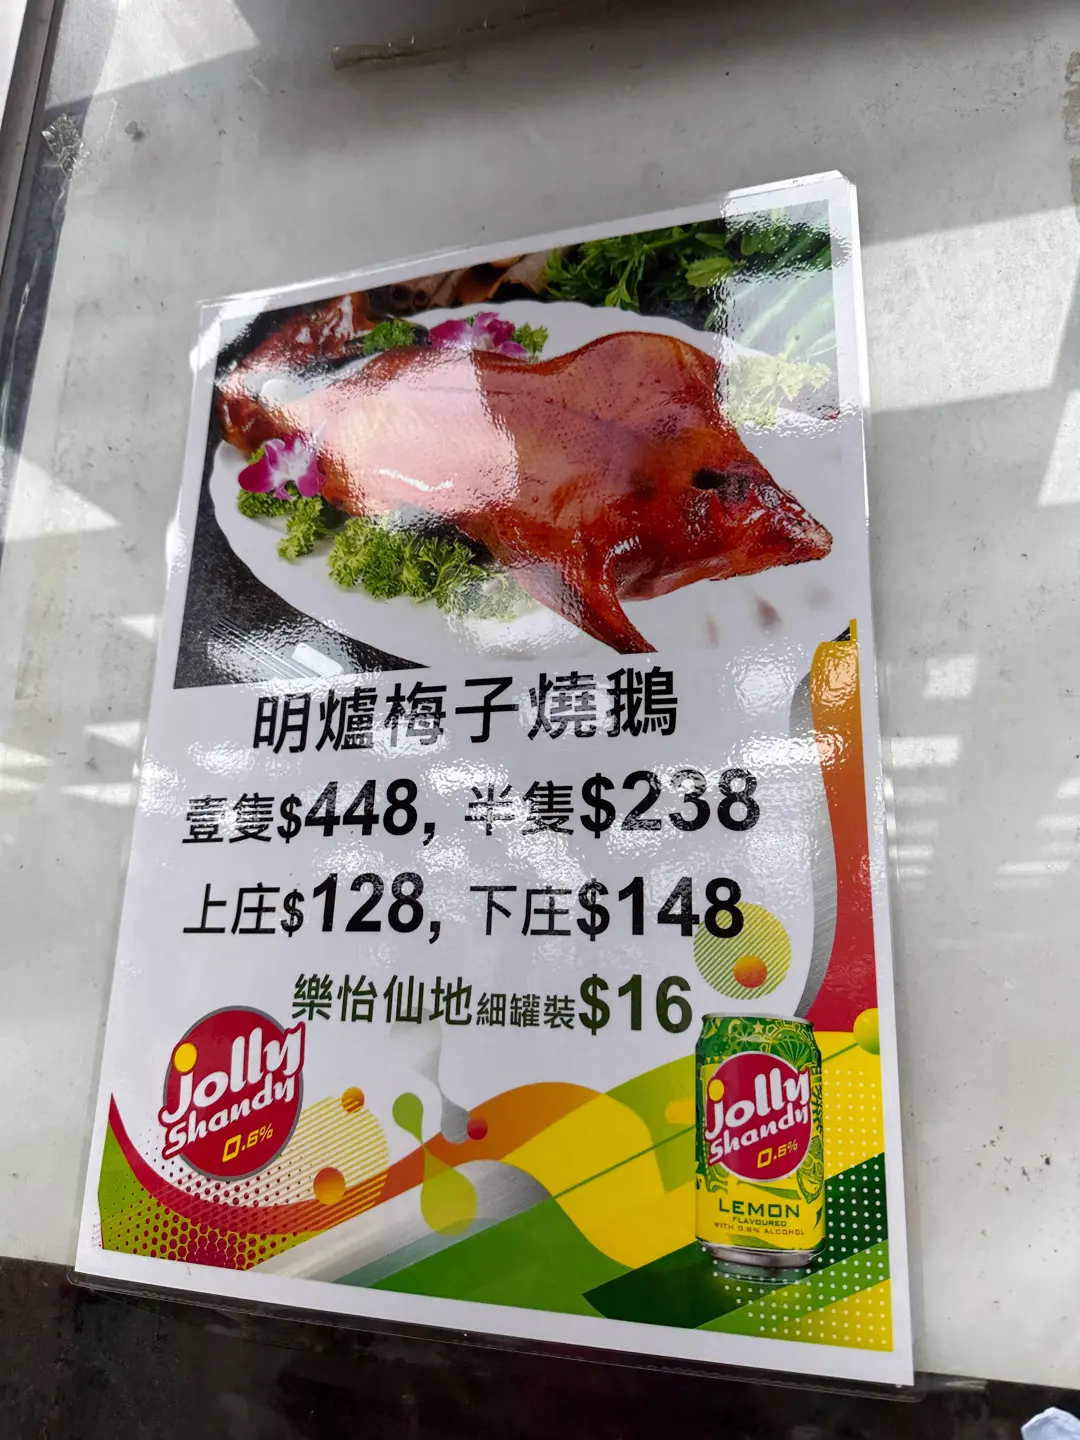 明爐梅子燒鵝
壹隻$448, 半隻$238
上庄$128, 下庄$148
樂怡仙地細罐裝$16
Jolly
Shandy
0.6%
Jolly
Shandy
0.6%
LEMON
FLAVOURED
WITH 0.6% ALCOHOL